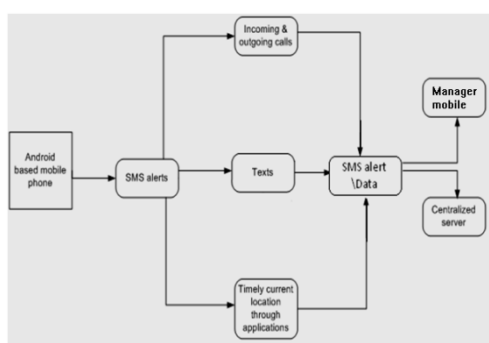 Incoming &
outgoing calls
Manager
mobile
Android
based mobile
phone
SMS alerts
Texts
SMS alert
\Data
Centralized
server
Timely current
location
through
applications